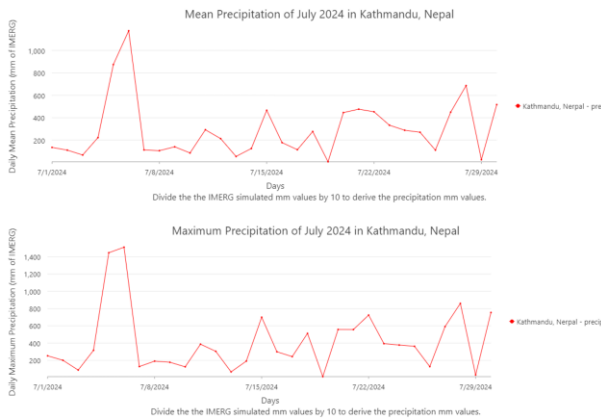 Mean Precipitation of July 2024 in Kathmandu, Nepal
Daily Mean Precipitation (mm of IMERG)
1,000
800
600
400
200
7/1/2024 7/8/2024 7/15/2024 7/22/2024 7/29/2024
Days
Divide the the IMERG simulated mm values by 10 to derive the precipitation mm values.
Kathmandu, Nerpal - pre
Maximum Precipitation of July 2024 in Kathmandu, Nepal
Daily Maximum Precipitation (mm of IMERG)
1,400
1,200
1,000
800
600
400
200
7/1/2024 7/8/2024 7/15/2024 7/22/2024 7/29/2024
Days
Divide the the IMERG simulated mm values by 10 to derive the precipitation mm values.
Kathmandu, Nerpal - precip